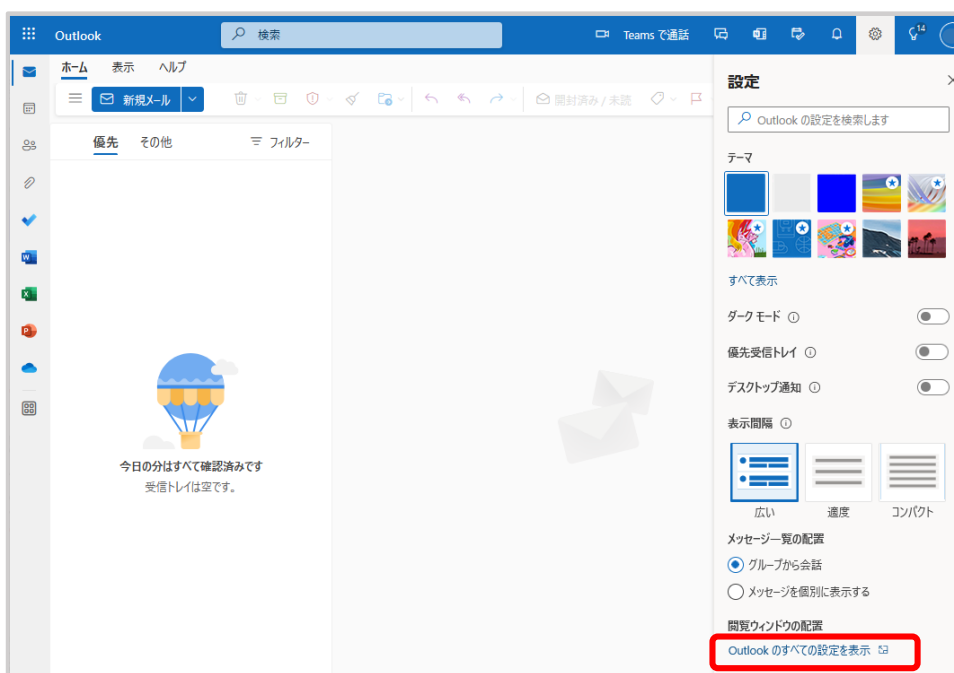 Outlook
検索
Teams で通話
14
ホーム 表示 ヘルプ
新規メール
開封済み / 未読
優先 その他 フィルター
今日の分はすべて確認済みです
受信トレイは空です。
設定
Outlook の設定を検索します
テーマ
すべて表示
ダーク モード
優先受信トレイ
デスクトップ通知
表示間隔
広い 適度 コンパクト
メッセージ一覧の配置
グループから会話
メッセージを個別に表示する
閲覧ウィンドウの配置
Outlook のすべての設定を表示